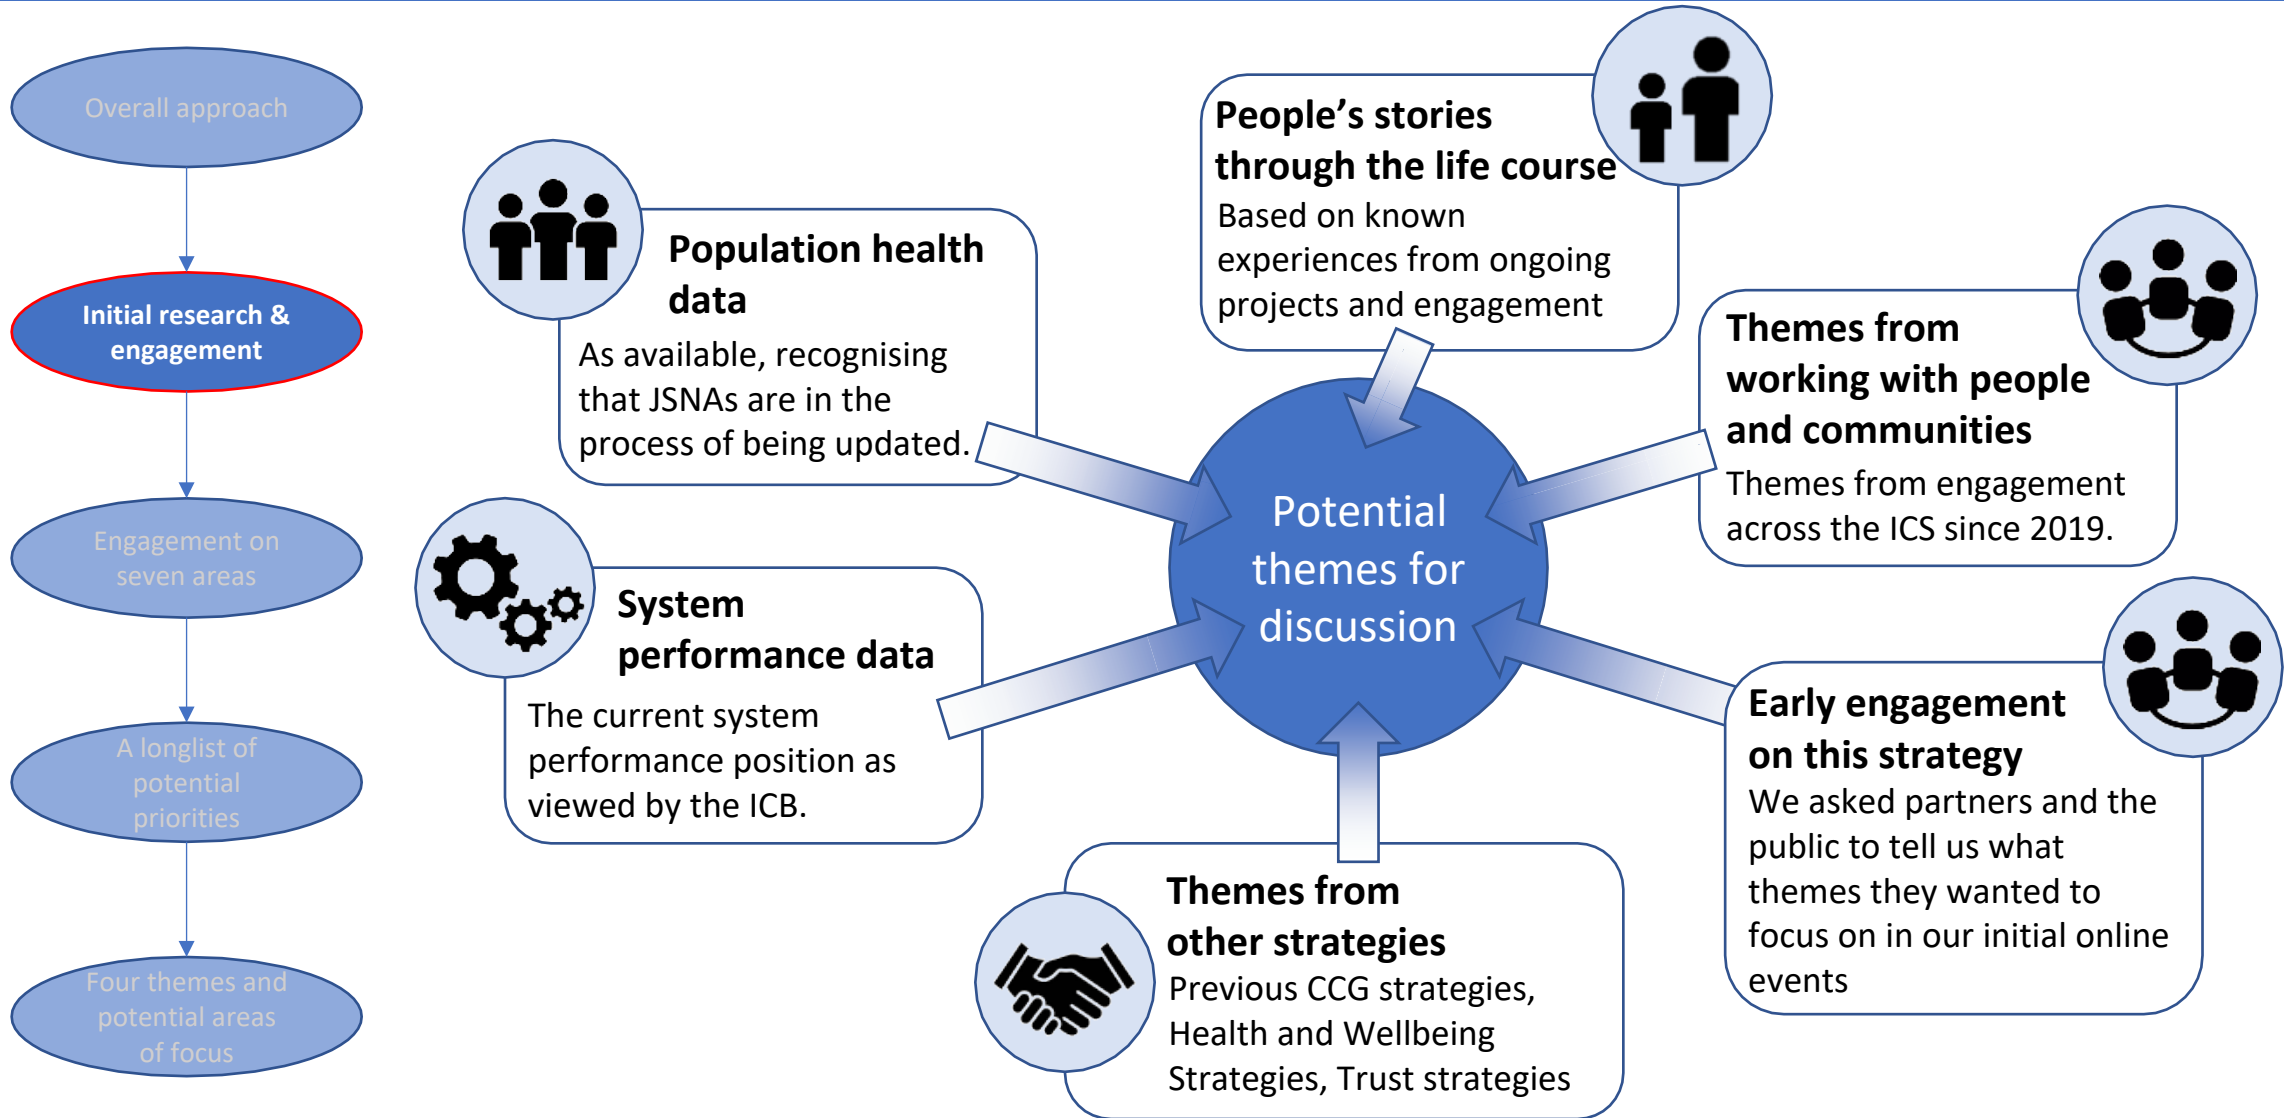 Overall approach
Initial research &
engagement
Engagement on
seven areas
A longlist of
potential
priorities
Four themes and
potential areas
of focus
Population health
data
As available, recognising
that JSNAs are in the
process of being updated.
System
performance data
The current system
performance position as
viewed by the ICB.
People’s stories
through the life course
Based on known
experiences from ongoing
projects and engagement
Themes from
working with people
and communities
Themes from engagement
across the ICS since 2019.
Potential
themes for
discussion
Early engagement
on this strategy
We asked partners and the
public to tell us what
themes they wanted to
focus on in our initial online
events
Themes from
other strategies
Previous CCG strategies,
Health and Wellbeing
Strategies, Trust strategies